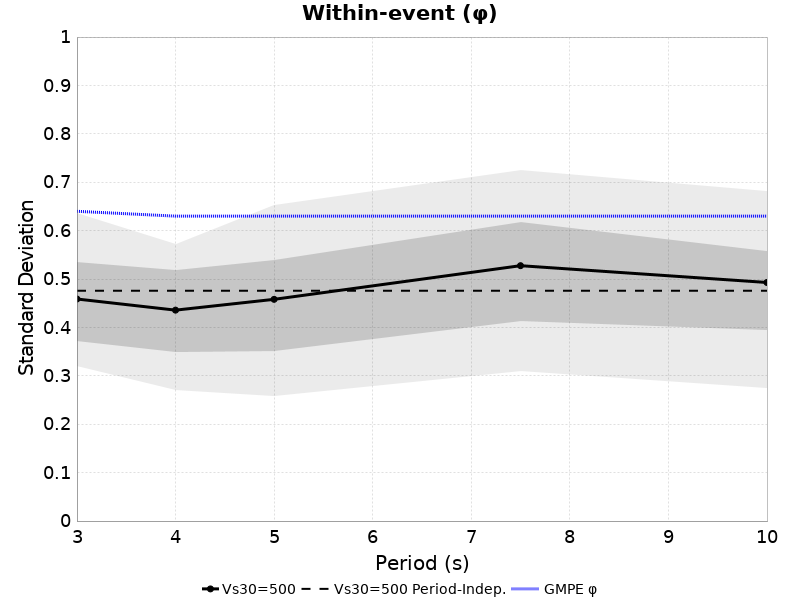 Within-event (φ)
1
0.9
0.8
0.7
0.6
0.5
0.4
0.3
0.2
0.1
0
Standard Deviation
3 4 5 6 7 8 9 10
Period (s)
Vs30=500 Vs30=500 Period-Indep. GMPE φ